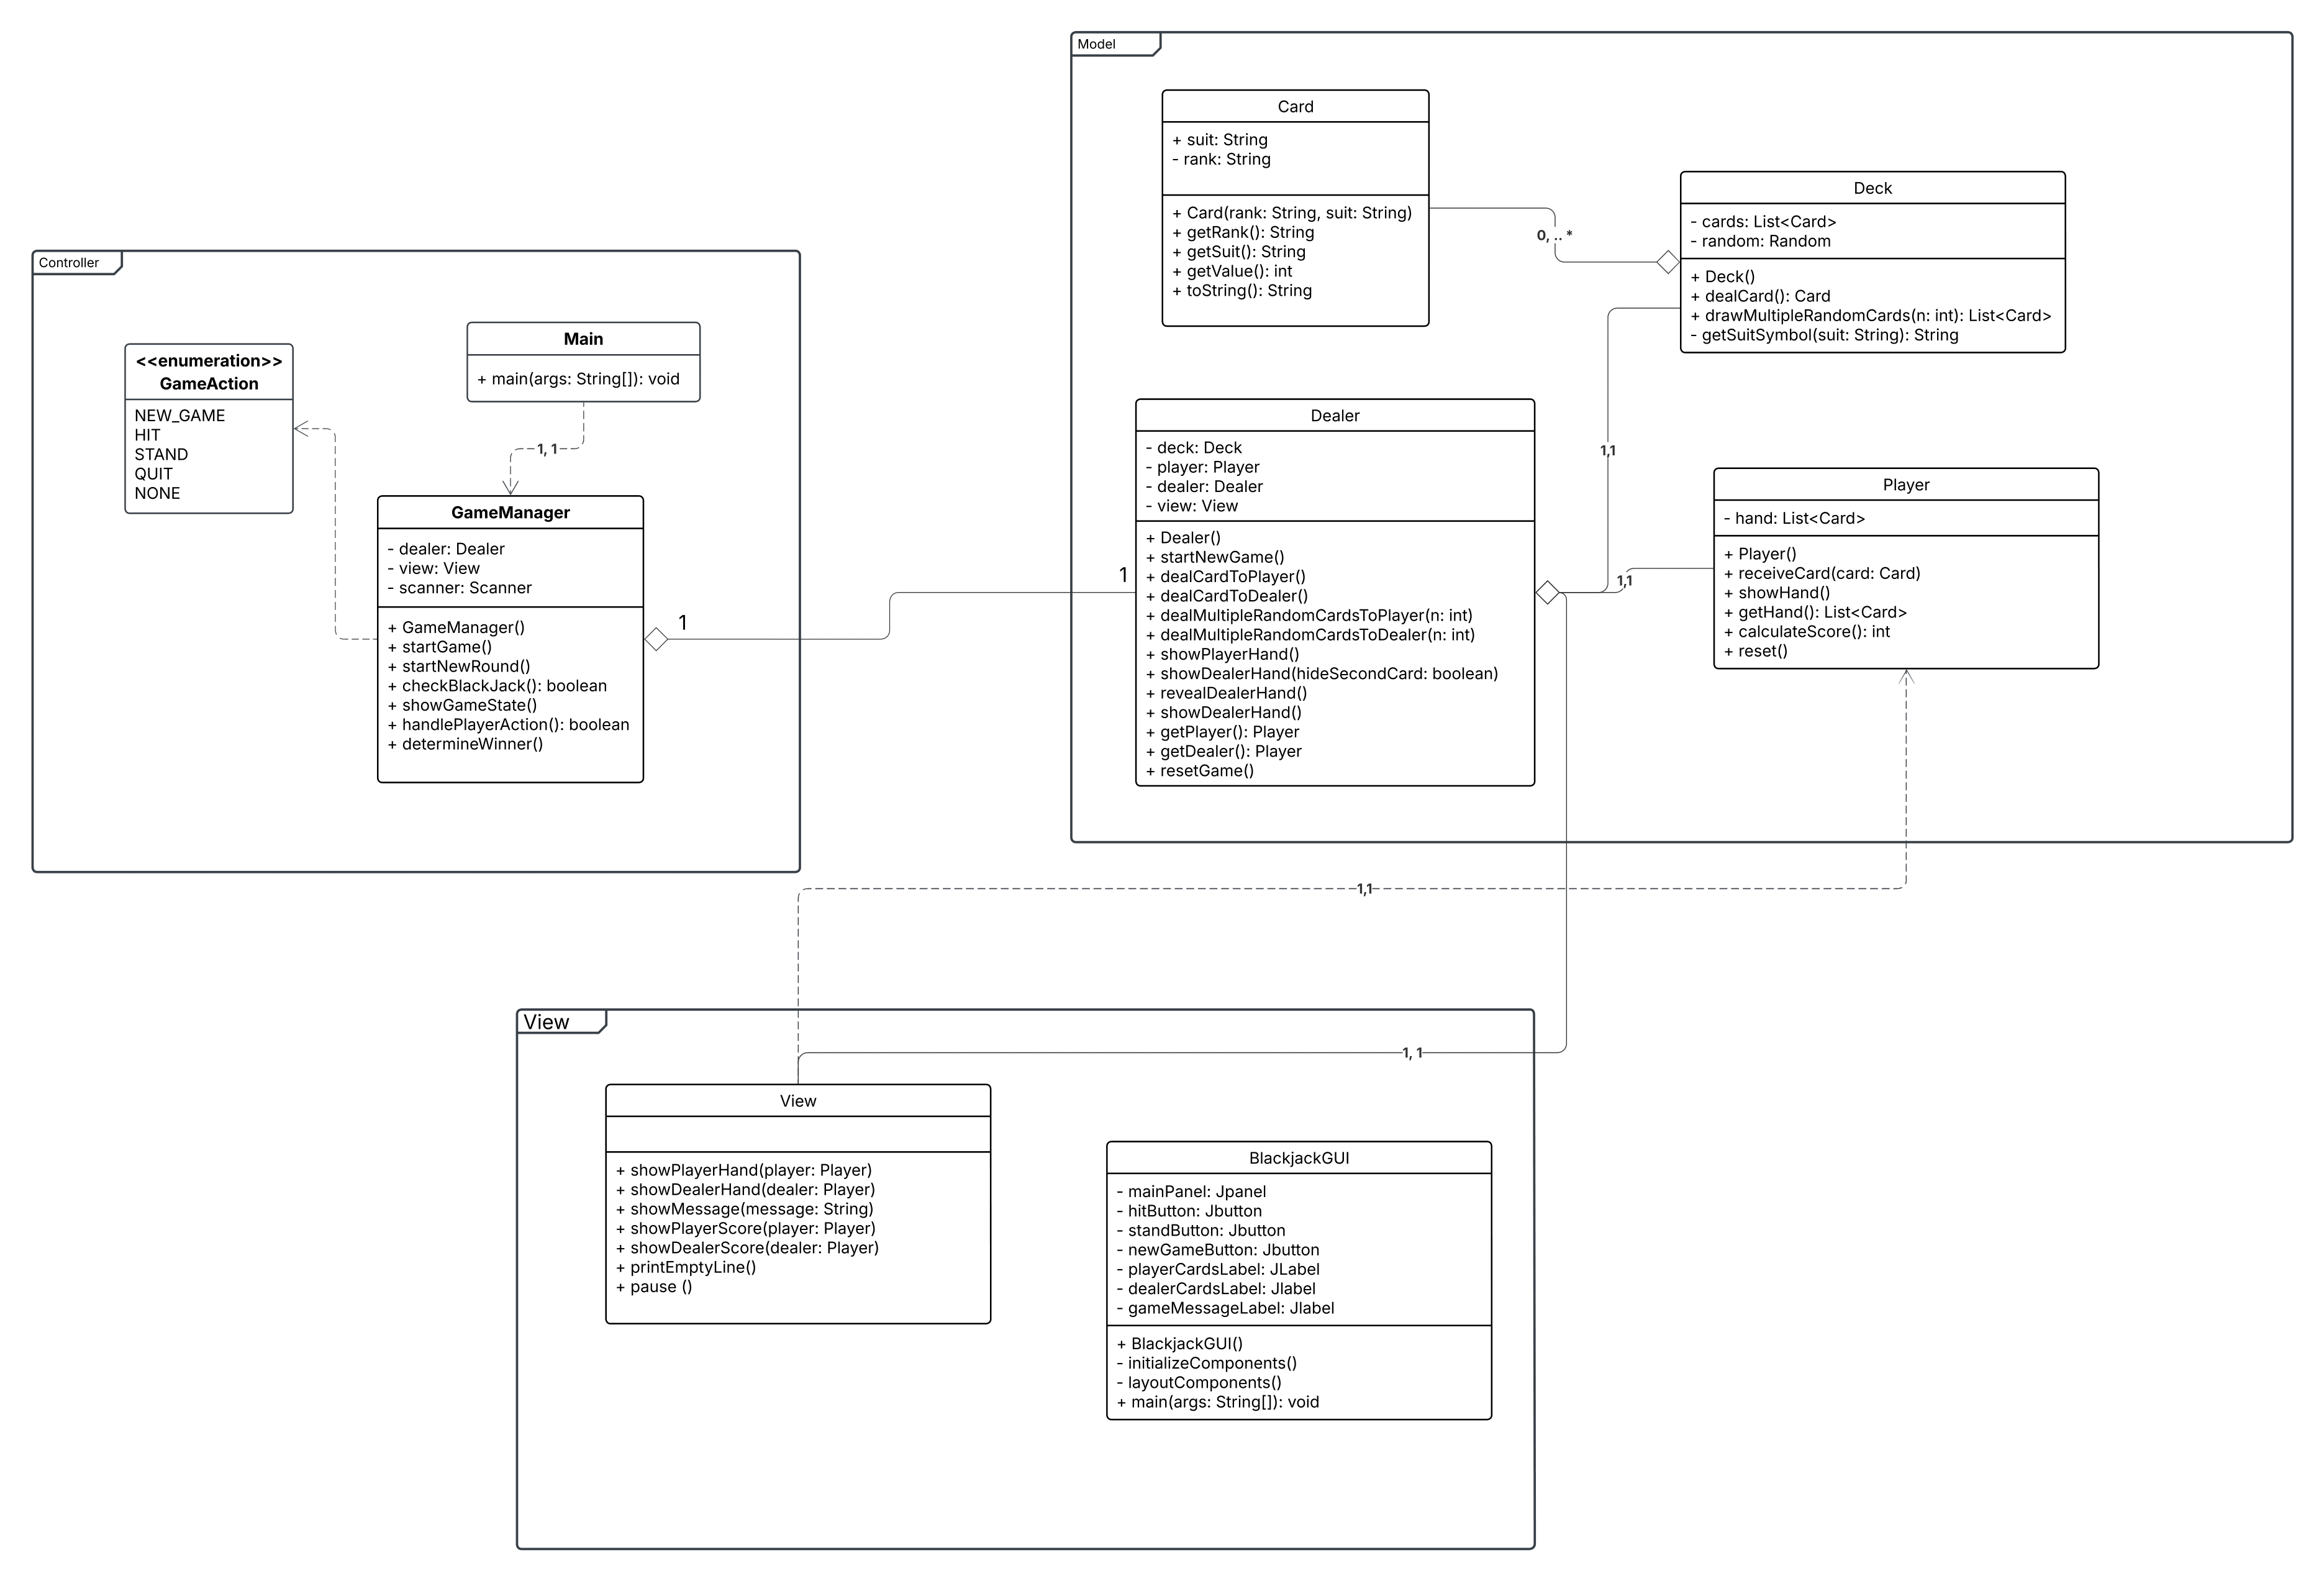 Model
Card
+ suit: String
- rank: String
+ Card(rank: String, suit: String)
+ getRank(): String
+ getSuit(): String
+ getValue(): int
+ toString(): String
0, .. *
Deck
- cards: List<Card>
- random: Random
+ Deck()
+ dealCard(): Card
+ drawMultipleRandomCards(n: int): List<Card>
- getSuitSymbol(suit: String): String
Controller
<<enumeration>>
GameAction
NEW_GAME
HIT
STAND
QUIT
NONE
Main
+ main(args: String[]): void
1, 1
GameManager
- dealer: Dealer
- view: View
- scanner: Scanner
+ GameManager()
+ startGame()
+ startNewRound()
+ checkBlackJack(): boolean
+ showGameState()
+ handlePlayerAction(): boolean
+ determineWinner()
1
1
Dealer
- deck: Deck
- player: Player
- dealer: Dealer
- view: View
+ Dealer()
+ startNewGame()
+ dealCardToPlayer()
+ dealCardToDealer()
+ dealMultipleRandomCardsToPlayer(n: int)
+ dealMultipleRandomCardsToDealer(n: int)
+ showPlayerHand()
+ showDealerHand(hideSecondCard: boolean)
+ revealDealerHand()
+ showDealerHand()
+ getPlayer(): Player
+ getDealer(): Player
+ resetGame()
1,1
1,1
Player
- hand: List<Card>
+ Player()
+ receiveCard(card: Card)
+ showHand()
+ getHand(): List<Card>
+ calculateScore(): int
+ reset()
1,1
View
1, 1
View
+ showPlayerHand(player: Player)
+ showDealerHand(dealer: Player)
+ showMessage(message: String)
+ showPlayerScore(player: Player)
+ showDealerScore(dealer: Player)
+ printEmptyLine()
+ pause ()
BlackjackGUI
- mainPanel: Jpanel
- hitButton: Jbutton
- standButton: Jbutton
- newGameButton: Jbutton
- playerCardsLabel: JLabel
- dealerCardsLabel: Jlabel
- gameMessageLabel: Jlabel
+ BlackjackGUI()
- initializeComponents()
- layoutComponents()
+ main(args: String[]): void